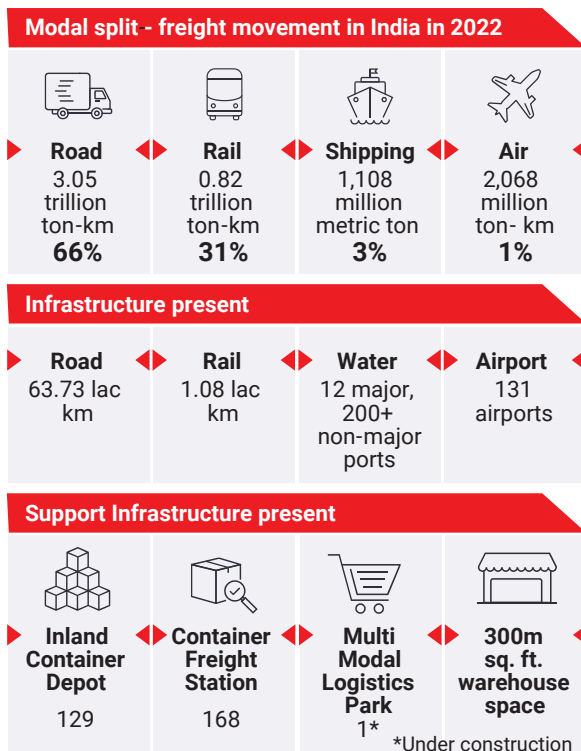 Modal split - freight movement in India in 2022
Road
3.05
trillion
ton-km
66%
Rail
0.82
trillion
ton-km
31%
Shipping
1,108
million
metric ton
3%
Air
2,068
million
ton- km
1%
Infrastructure present
Road
63.73 lac
km
Rail
1.08 lac
km
Water
12 major,
200+
non-major
ports
Airport
131
airports
Support Infrastructure present
Inland
Container
Depot
129
Container
Freight
Station
168
Multi
Modal
Logistics
Park
1*
300m
sq. ft.
warehouse
space
*Under construction